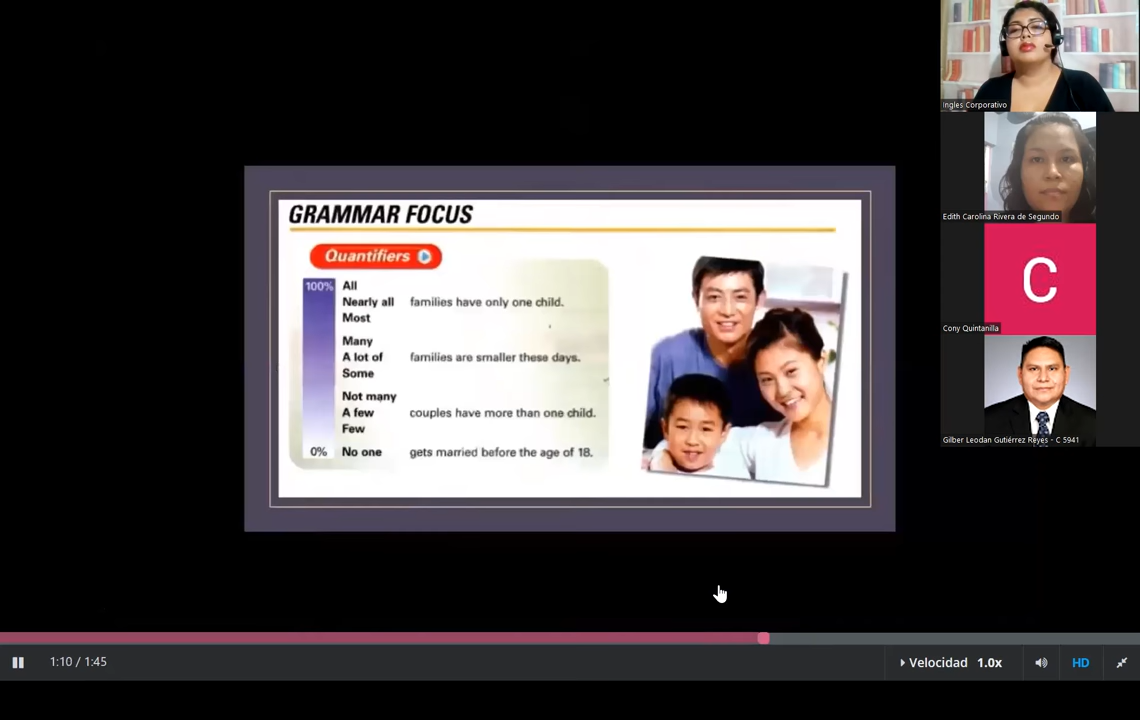 GRAMMAR FOCUS
Quantifiers
100% All
Nearly all families have only one child.
Most
Many
A lot of families are smaller these days.
Some
Not many
A few couples have more than one child.
Few
0% No one gets married before the age of 18.
Ingles Corporativo
Edith Carolina Rivera de Segundo
C
Cony Quintanilla
Gilber Leodan Gutiérrez Reyes - C 5941
1:10 / 1:45
Velocidad 1.0x
HD